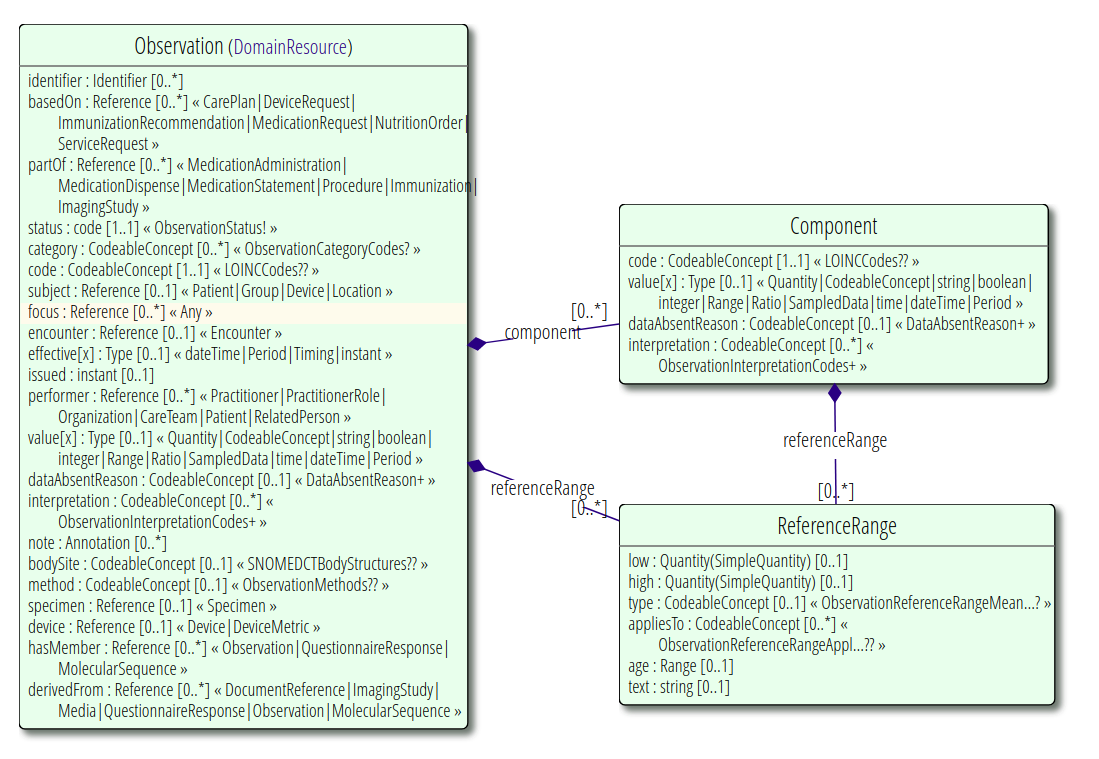 Observation (DomainResource)
identifier : Identifier [0..*]
basedOn : Reference [0..*] « CarePlan|DeviceRequest|
ImmunizationRecommendation|MedicationRequest|NutritionOrder|
ServiceRequest »
partOf : Reference [0..*] « MedicationAdministration|
MedicationDispense|MedicationStatement|Procedure|Immunization|
ImagingStudy »
status : code [1..1] « ObservationStatus! »
category : CodeableConcept [0..*] « ObservationCategoryCodes? »
code : CodeableConcept [1..1] « LOINCCodes?? »
subject : Reference [0..1] « Patient|Group|Device|Location »
focus : Reference [0..*] « Any »
encounter : Reference [0..1] « Encounter »
effective[x] : Type [0..1] « dateTime|Period|Timing|instant »
issued : instant [0..1]
performer : Reference [0..*] « Practitioner|PractitionerRole|
Organization|CareTeam|Patient|RelatedPerson »
value[x] : Type [0..1] « Quantity|CodeableConcept|string|boolean|
integer|Range|Ratio|SampledData|time|dateTime|Period »
dataAbsentReason : CodeableConcept [0..1] « DataAbsentReason+ »
interpretation : CodeableConcept [0..*] «
ObservationInterpretationCodes+ »
note : Annotation [0..*]
bodySite : CodeableConcept [0..1] « SNOMEDCTBodyStructures?? »
method : CodeableConcept [0..1] « ObservationMethods?? »
specimen : Reference [0..1] « Specimen »
device : Reference [0..1] « Device|DeviceMetric »
hasMember : Reference [0..*] « Observation|QuestionnaireResponse|
MolecularSequence »
derivedFrom : Reference [0..*] « DocumentReference|ImagingStudy|
Media|QuestionnaireResponse|Observation|MolecularSequence »
[0..*]
component
referenceRange
[0..*]
Component
code : CodeableConcept [1..1] « LOINCCodes?? »
value[x] : Type [0..1] « Quantity|CodeableConcept|string|boolean|
integer|Range|Ratio|SampledData|time|dateTime|Period »
dataAbsentReason : CodeableConcept [0..1] « DataAbsentReason+ »
interpretation : CodeableConcept [0..*] «
ObservationInterpretationCodes+ »
referenceRange
[0..*]
ReferenceRange
low : Quantity(SimpleQuantity) [0..1]
high : Quantity(SimpleQuantity) [0..1]
type : CodeableConcept [0..1] « ObservationReferenceRangeMean...? »
appliesTo : CodeableConcept [0..*] «
ObservationReferenceRangeAppl...?? »
age : Range [0..1]
text : string [0..1]